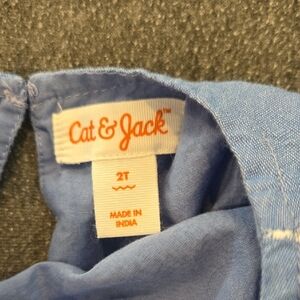 Cat & Jack™
2T
MADE IN
INDIA